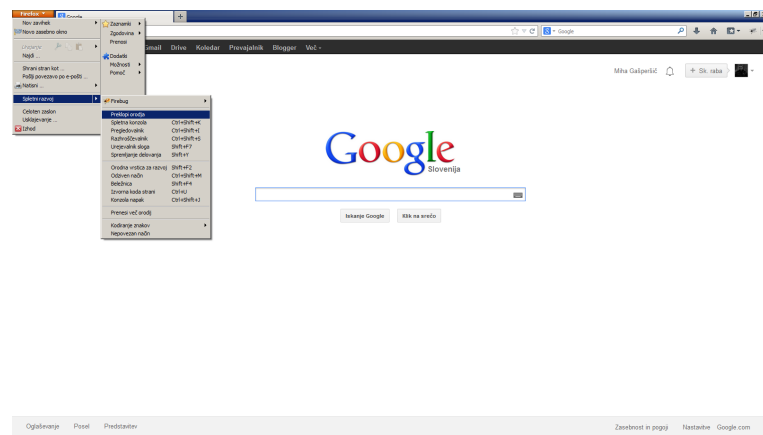 Firefox
Google
Nov zavihek
Novo zasebno okno
Urejanje
Najdi ...
Shrani stran kot ...
Pošlji povezavo po e-pošti ...
Natisni ...
Spletni razvoj
Celoten zaslon
Usklajevanje ...
Izhod
Zaznamki
Zgodovina
Prenosi
Dodatki
Možnosti
Pomoč
Firebug
Preklopi orodja
Spletna konzola Ctrl+Shift+K
Pregledovalnik Ctrl+Shift+I
Razhroščevalnik Ctrl+Shift+S
Urejevalnik sloga Shift+F7
Spremljanje delovanja Shift+Y
Orodna vrstica za razvoj Shift+F2
Odziven način Ctrl+Shift+M
Beležnica Shift+F4
Izvorna koda strani Ctrl+U
Konzola napak Ctrl+Shift+J
Prenesi več orodij
Kodiranje znakov
Nepovezan način
Google
Gmail Drive Koledar Prevajalnik Blogger Več
Miha Gašperšič + Sk. raba
Google
Slovenija
Iskanje Google Klik na srečo
Oglaševanje Posel Predstavitev Zasebnost in pogoji Nastavitve Google.com